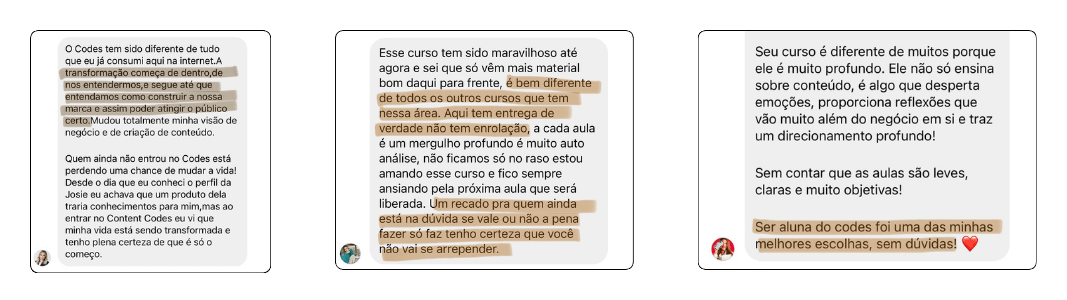 O Codes tem sido diferente de tudo
que eu já consumi aqui na internet.A
transformação começa de dentro,de
nos entendermos,e segue até que
entendamos como construir a nossa
marca e assim poder atingir o público
certo.Mudou totalmente minha visão de
negócio e de criação de conteúdo.
Quem ainda não entrou no Codes está
perdendo uma chance de mudar a vida!
Desde o dia que eu conheci o perfil da
Josie eu achava que um produto dela
traria conhecimentos para mim,mas ao
entrar no Content Codes eu vi que
minha vida está sendo transformada e
tenho plena certeza de que é só o
começo.
Esse curso tem sido maravilhoso até
agora e sei que só vêm mais material
bom daqui para frente, é bem diferente
de todos os outros cursos que tem
nessa área. Aqui tem entrega de
verdade não tem enrolação, a cada aula
é um mergulho profundo é muito auto
análise, não ficamos só no raso estou
amando esse curso e fico sempre
ansiando pela próxima aula que será
liberada. Um recado pra quem ainda
está na dúvida se vale ou não a pena
fazer só faz tenho certeza que você
não vai se arrepender.
Seu curso é diferente de muitos porque
ele é muito profundo. Ele não só ensina
sobre conteúdo, é algo que desperta
emoções, proporciona reflexões que
vão muito além do negócio em si e traz
um direcionamento profundo!
Sem contar que as aulas são leves,
claras e muito objetivas!
Ser aluna do codes foi uma das minhas
melhores escolhas, sem dúvidas! ❤️